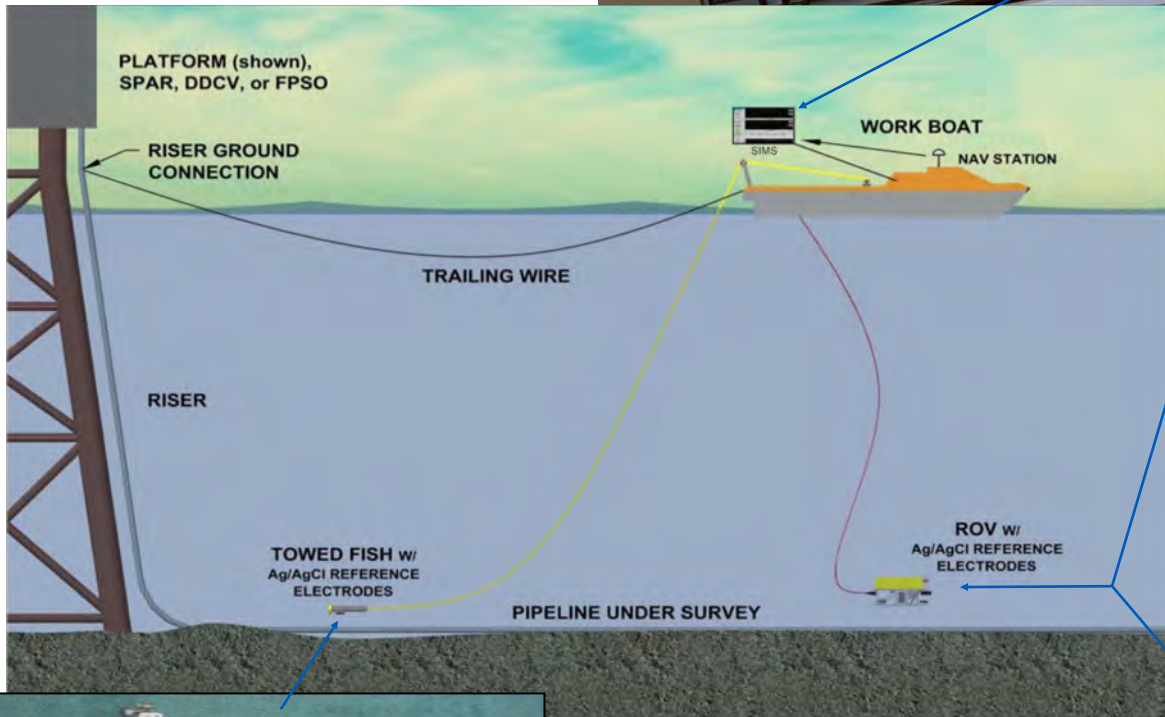 PLATFORM (shown),
SPAR, DDCV, or FPSO
RISER GROUND
CONNECTION
SIMS
WORK BOAT
NAV STATION
TRAILING WIRE
RISER
TOWED FISH W/
Ag/AgCl REFERENCE
ELECTRODES
ROV W/
Ag/AgCl REFERENCE
ELECTRODES
PIPELINE UNDER SURVEY